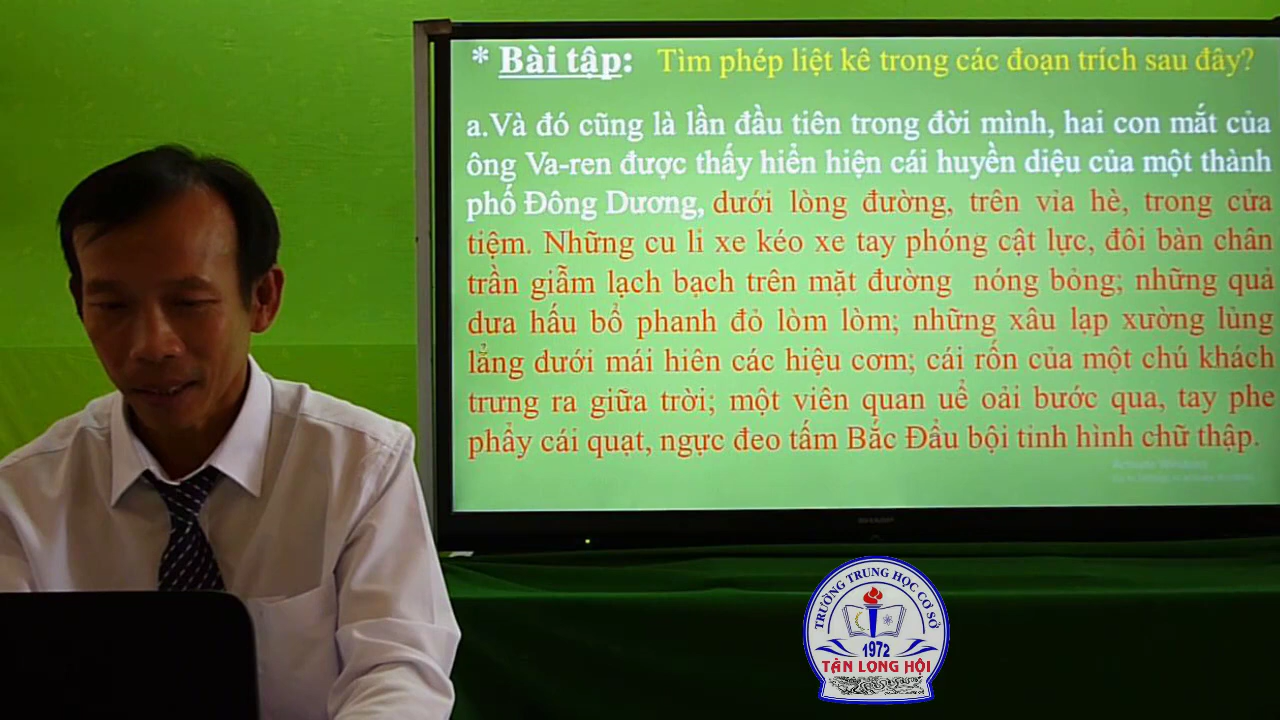 * Bài tập: Tìm phép liệt kê trong các đoạn trích sau đây?
a.Và đó cũng là lần đầu tiên trong đời mình, hai con mắt của
ông Va-ren được thấy hiển hiện cái huyền diệu của một thành
phố Đông Dương, dưới lòng đường, trên vỉa hè, trong cửa
tiệm. Những cu li xe kéo xe tay phóng cật lực, đôi bàn chân
trần giẫm lạch bạch trên mặt đường nóng bỏng; những quả
dưa hấu bổ phanh đỏ lòm lòm; những xâu lạp xường lủng
lẳng dưới mái hiên các hiệu cơm; cái rốn của một chú khách
trưng ra giữa trời; một viên quan uể oải bước qua, tay phe
phẩy cái quạt, ngực đeo tấm Bắc Đẩu bội tinh hình chữ thập.
Activate Windows
SHARP
TRƯỜNG TRUNG HỌC CƠ SỞ
1972
TÂN LONG HỘI